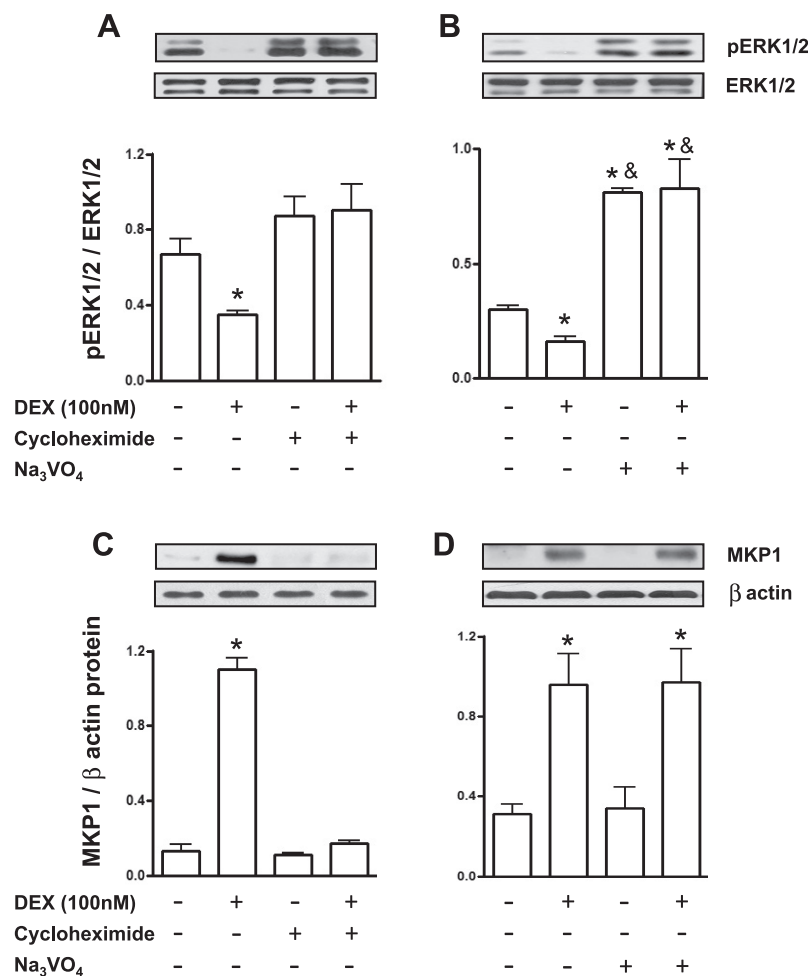 A
B
pERK1/2
ERK1/2
pERK1/2 / ERK1/2
1.2
0.8
0.4
0.0
*
1.0
0.5
0.0
*
* &
* &
DEX (100nM) - + - + - + - +
Cycloheximide - - + + - - - -
Na₃VO₄ - - - - - - + +
C
D
MKP1
β actin
MKP1 / β actin protein
1.2
0.8
0.4
0.0
*
1.2
0.8
0.4
0.0
*
*
DEX (100nM) - + - + - + - +
Cycloheximide - - + + - - - -
Na₃VO₄ - - - - - - + +